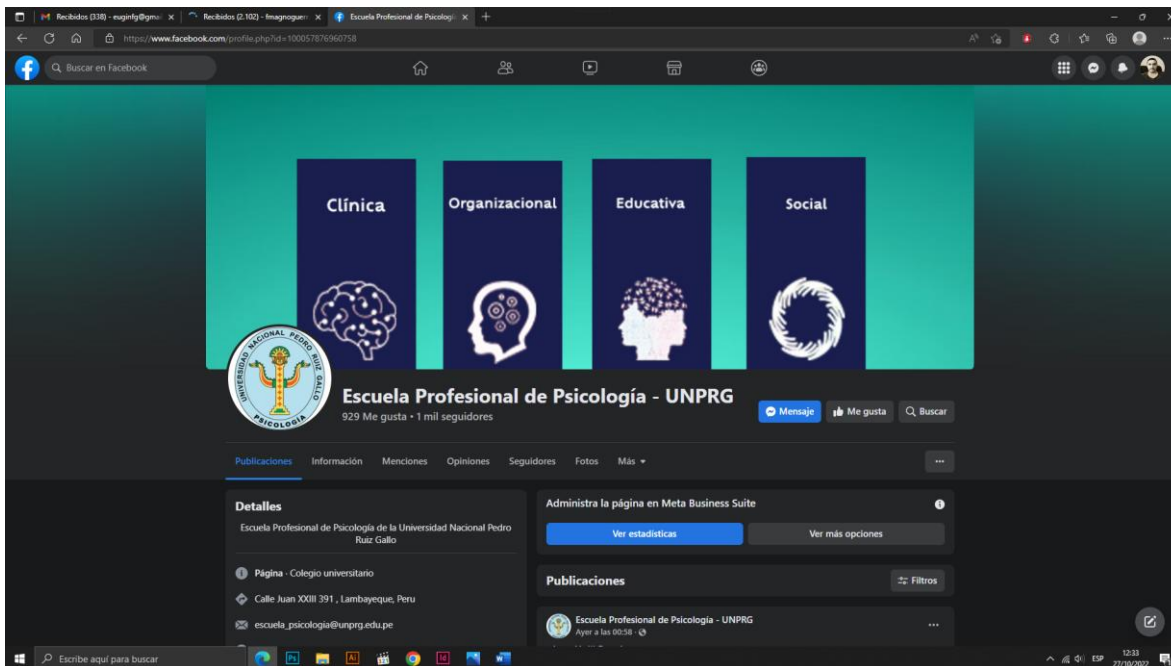 Recibidos (338) - euginfg@gmai
Recibidos (2.102) - fmagnoguerr
Escuela Profesional de Psicologí
https://www.facebook.com/profile.php?id=100057876960758
Buscar en Facebook
Clínica
Organizacional
Educativa
Social
UNIVERSIDAD NACIONAL PEDRO RUIZ GALLO
PSICOLOGÍA
Escuela Profesional de Psicología - UNPRG
929 Me gusta • 1 mil seguidores
Mensaje
Me gusta
Buscar
Publicaciones Información Menciones Opiniones Seguidores Fotos Más
Detalles
Escuela Profesional de Psicología de la Universidad Nacional Pedro
Ruiz Gallo
Página · Colegio universitario
Calle Juan XXIII 391 , Lambayeque, Peru
escuela_psicologia@unprg.edu.pe
Administra la página en Meta Business Suite
Ver estadísticas
Ver más opciones
Publicaciones
Filtros
Escuela Profesional de Psicología - UNPRG
Ayer a las 00:58
Escribe aquí para buscar
Ps
Ai
Id
ESP
12:33
27/10/2022